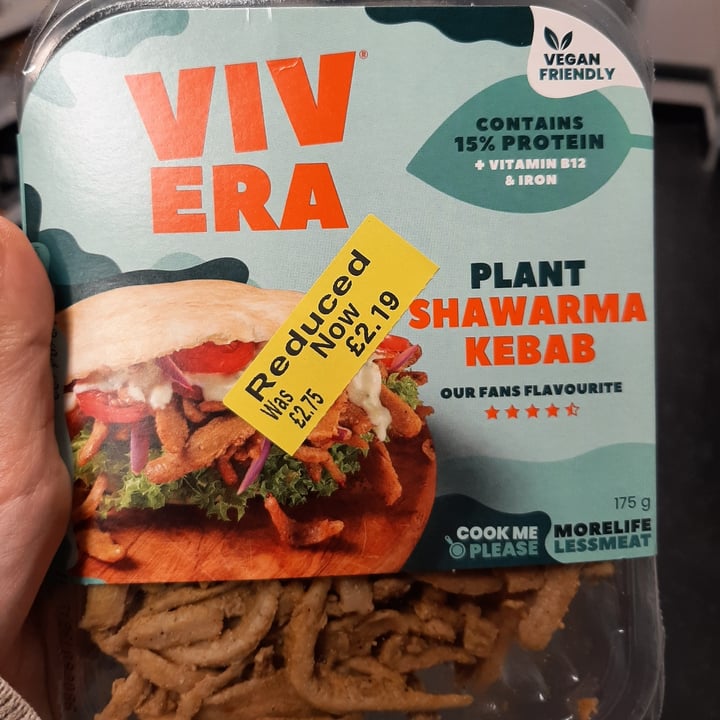 VIV
ERA®
VEGAN
FRIENDLY
CONTAINS
15% PROTEIN
+ VITAMIN B12
& IRON
Reduced
Now
£2.19
Was
£2.75
PLANT
SHAWARMA
KEBAB
OUR FANS FLAVOURITE
175 g
COOK ME
PLEASE
MORELIFE
LESSMEAT